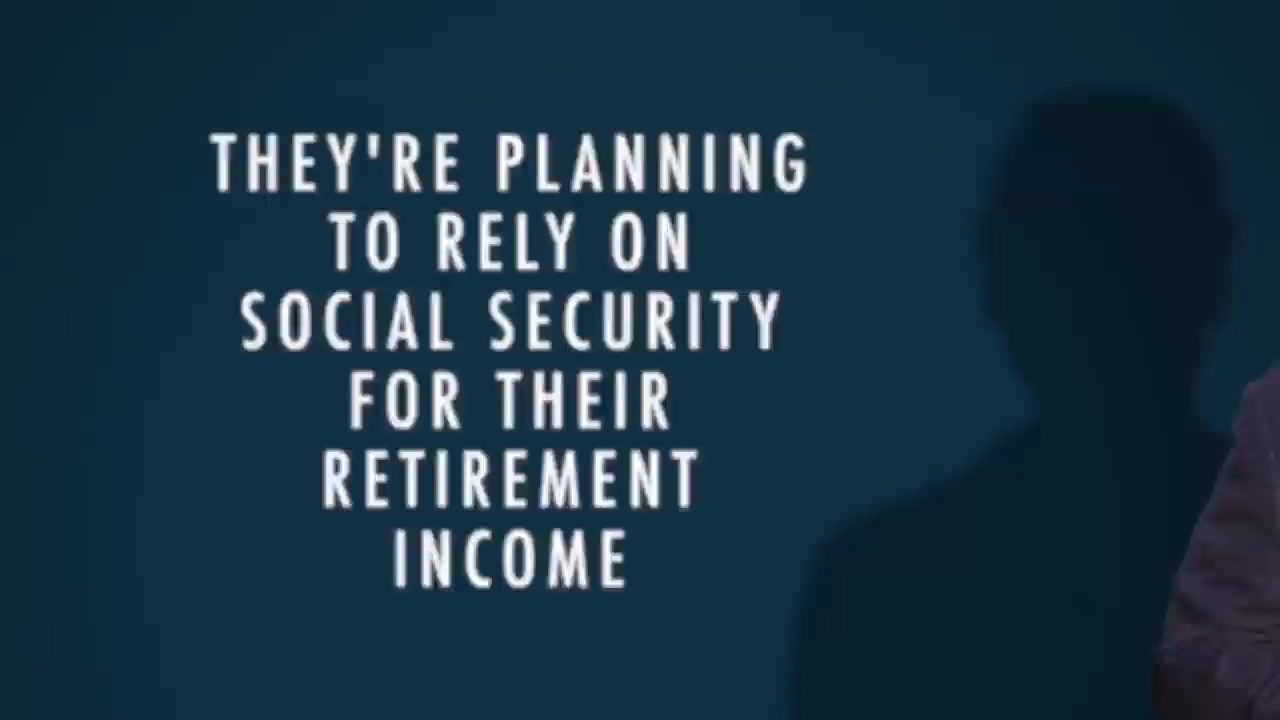 THEY'RE PLANNING
TO RELY ON
SOCIAL SECURITY
FOR THEIR
RETIREMENT
INCOME